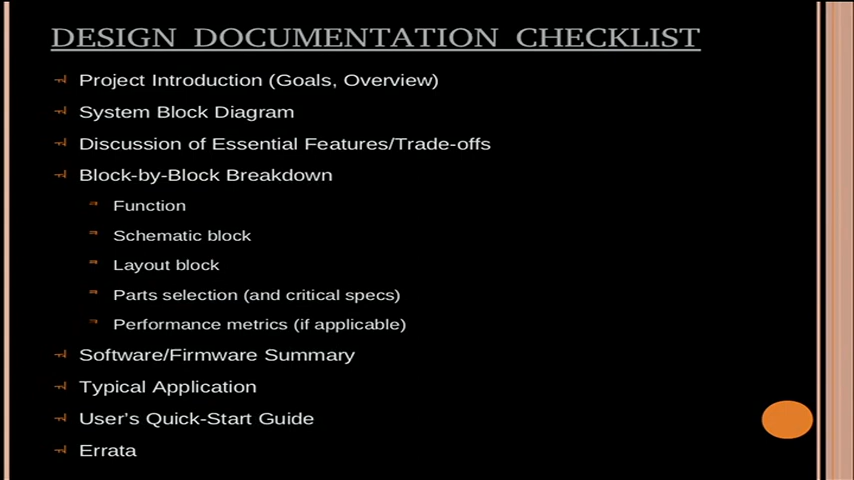 DESIGN DOCUMENTATION CHECKLIST
Project Introduction (Goals, Overview)
System Block Diagram
Discussion of Essential Features/Trade-offs
Block-by-Block Breakdown
Function
Schematic block
Layout block
Parts selection (and critical specs)
Performance metrics (if applicable)
Software/Firmware Summary
Typical Application
User's Quick-Start Guide
Errata